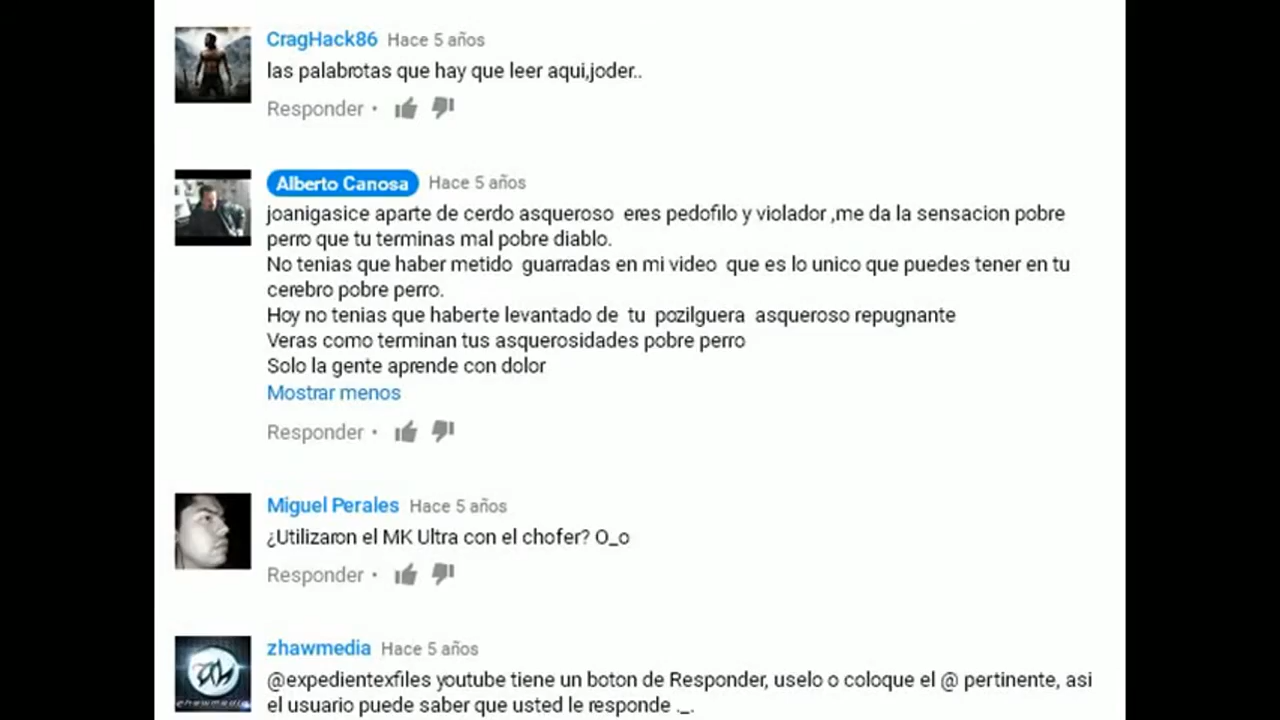 CragHack86 Hace 5 años
las palabrotas que hay que leer aqui,joder..
Responder •
Alberto Canosa Hace 5 años
joanigasice aparte de cerdo asqueroso eres pedofilo y violador ,me da la sensacion pobre
perro que tu terminas mal pobre diablo.
No tenias que haber metido guarradas en mi video que es lo unico que puedes tener en tu
cerebro pobre perro.
Hoy no tenias que haberte levantado de tu pozilguera asqueroso repugnante
Veras como terminan tus asquerosidades pobre perro
Solo la gente aprende con dolor
Mostrar menos
Responder •
Miguel Perales Hace 5 años
¿Utilizaron el MK Ultra con el chofer? O_o
Responder •
zhawmedia Hace 5 años
@expedientexfiles youtube tiene un boton de Responder, uselo o coloque el @ pertinente, asi
el usuario puede saber que usted le responde ._.
zhawmedia